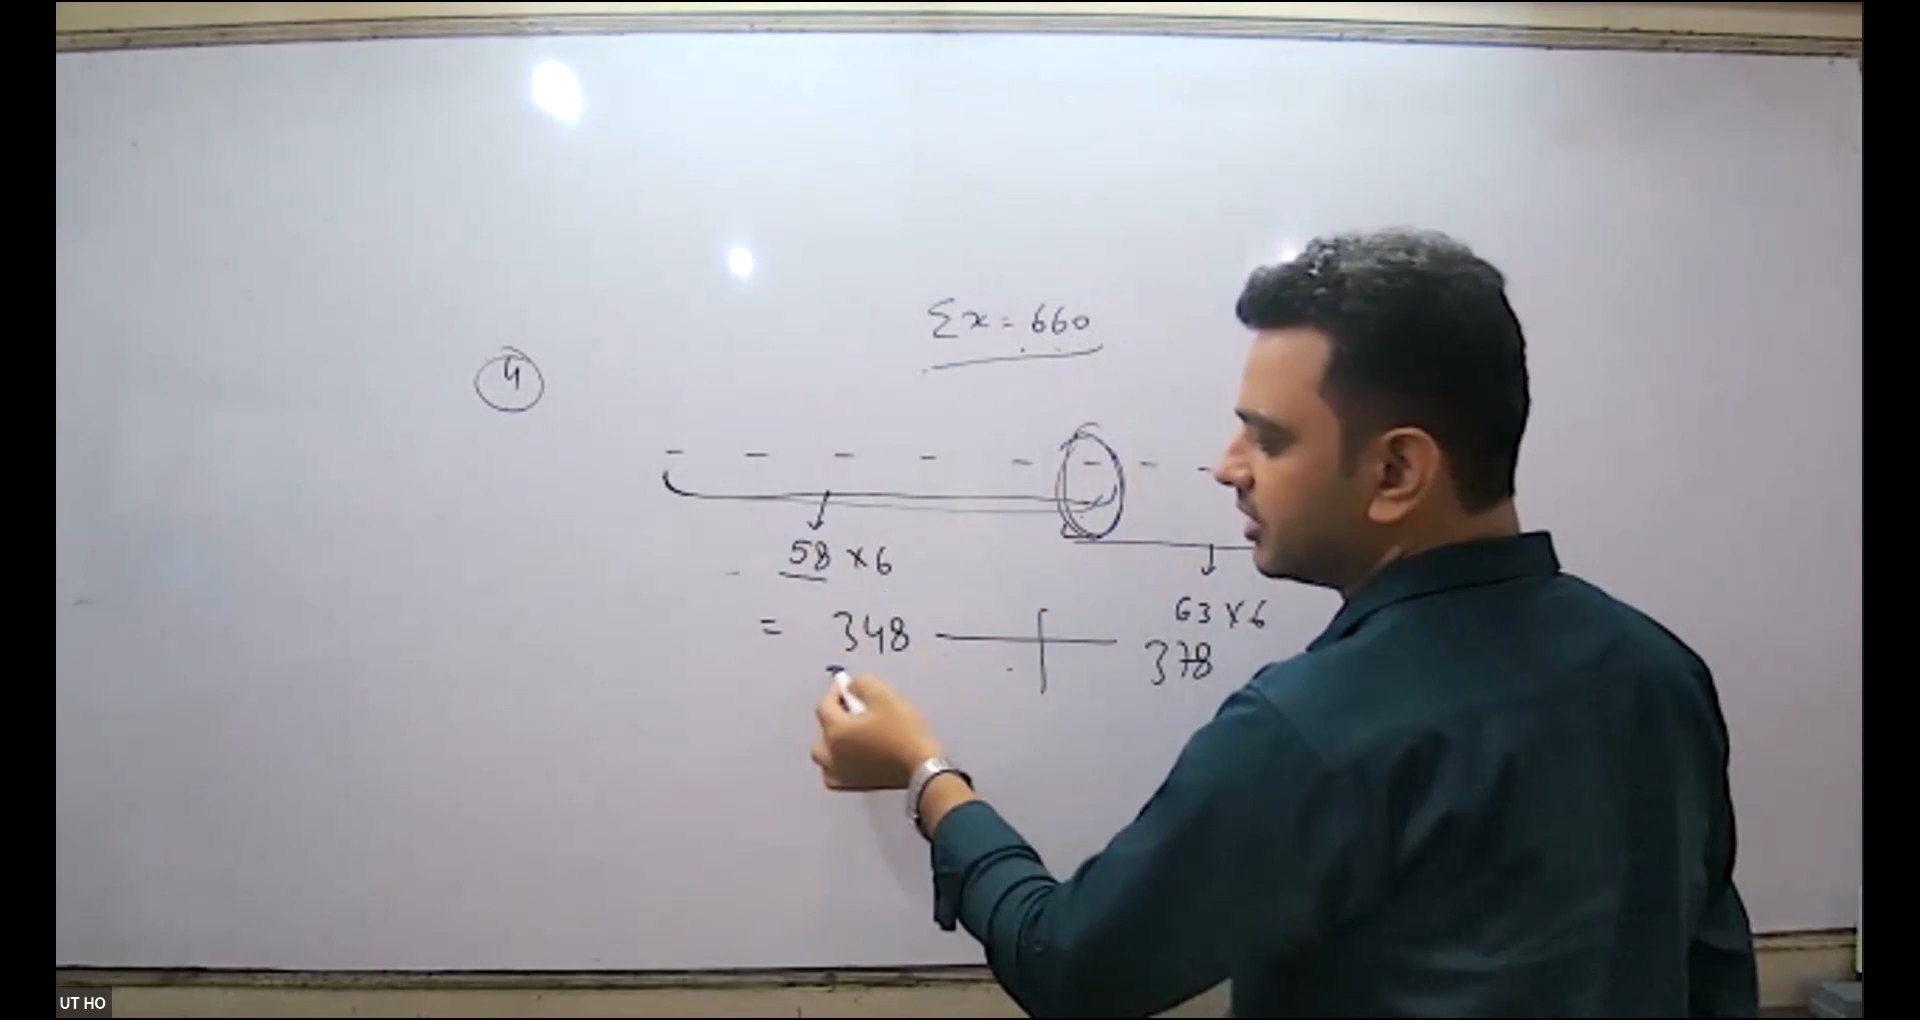 Σx = 660
4
58 × 6
63 × 6
= 348 + 378
UT HO